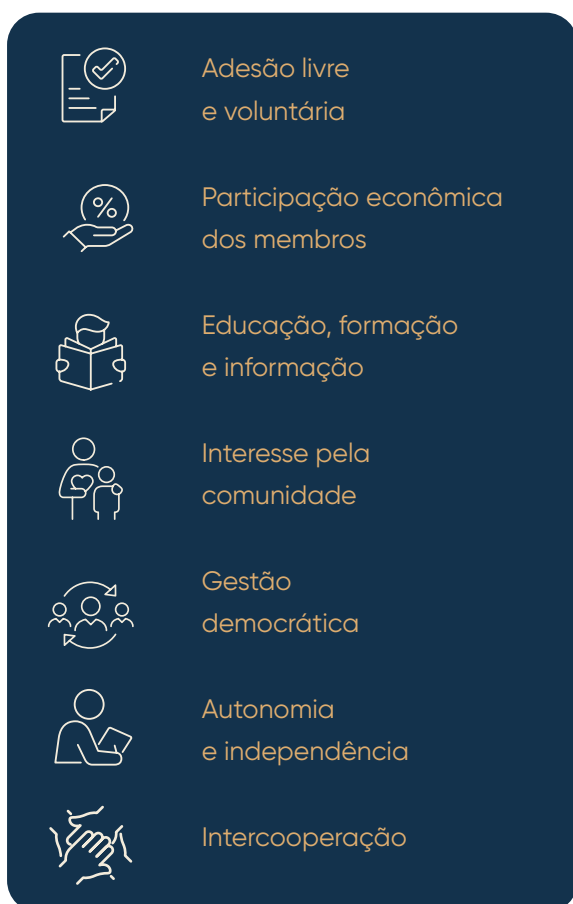 Adesão livre
e voluntária
%
Participação econômica
dos membros
Educação, formação
e informação
Interesse pela
comunidade
Gestão
democrática
Autonomia
e independência
Intercooperação